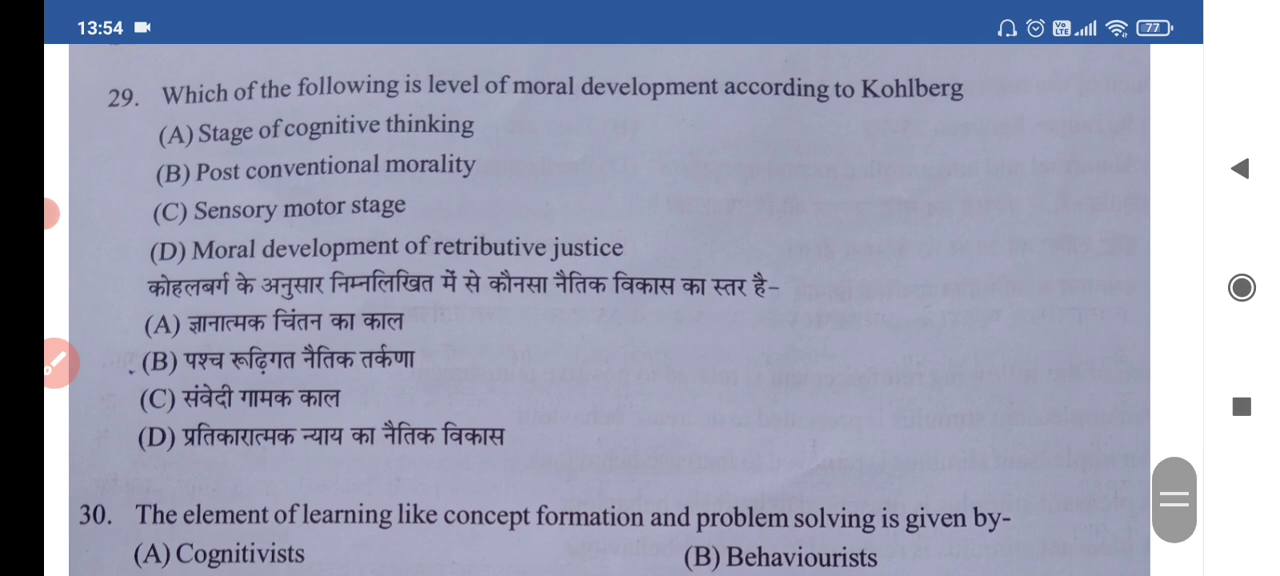 13:54
Vo LTE
77
29. Which of the following is level of moral development according to Kohlberg
(A) Stage of cognitive thinking
(B) Post conventional morality
(C) Sensory motor stage
(D) Moral development of retributive justice
कोहलबर्ग के अनुसार निम्नलिखित में से कौनसा नैतिक विकास का स्तर है–
(A) ज्ञानात्मक चिंतन का काल
(B) पश्च रूढ़िगत नैतिक तर्कणा
(C) संवेदी गामक काल
(D) प्रतिकारात्मक न्याय का नैतिक विकास
30. The element of learning like concept formation and problem solving is given by-
(A) Cognitivists (B) Behaviourists